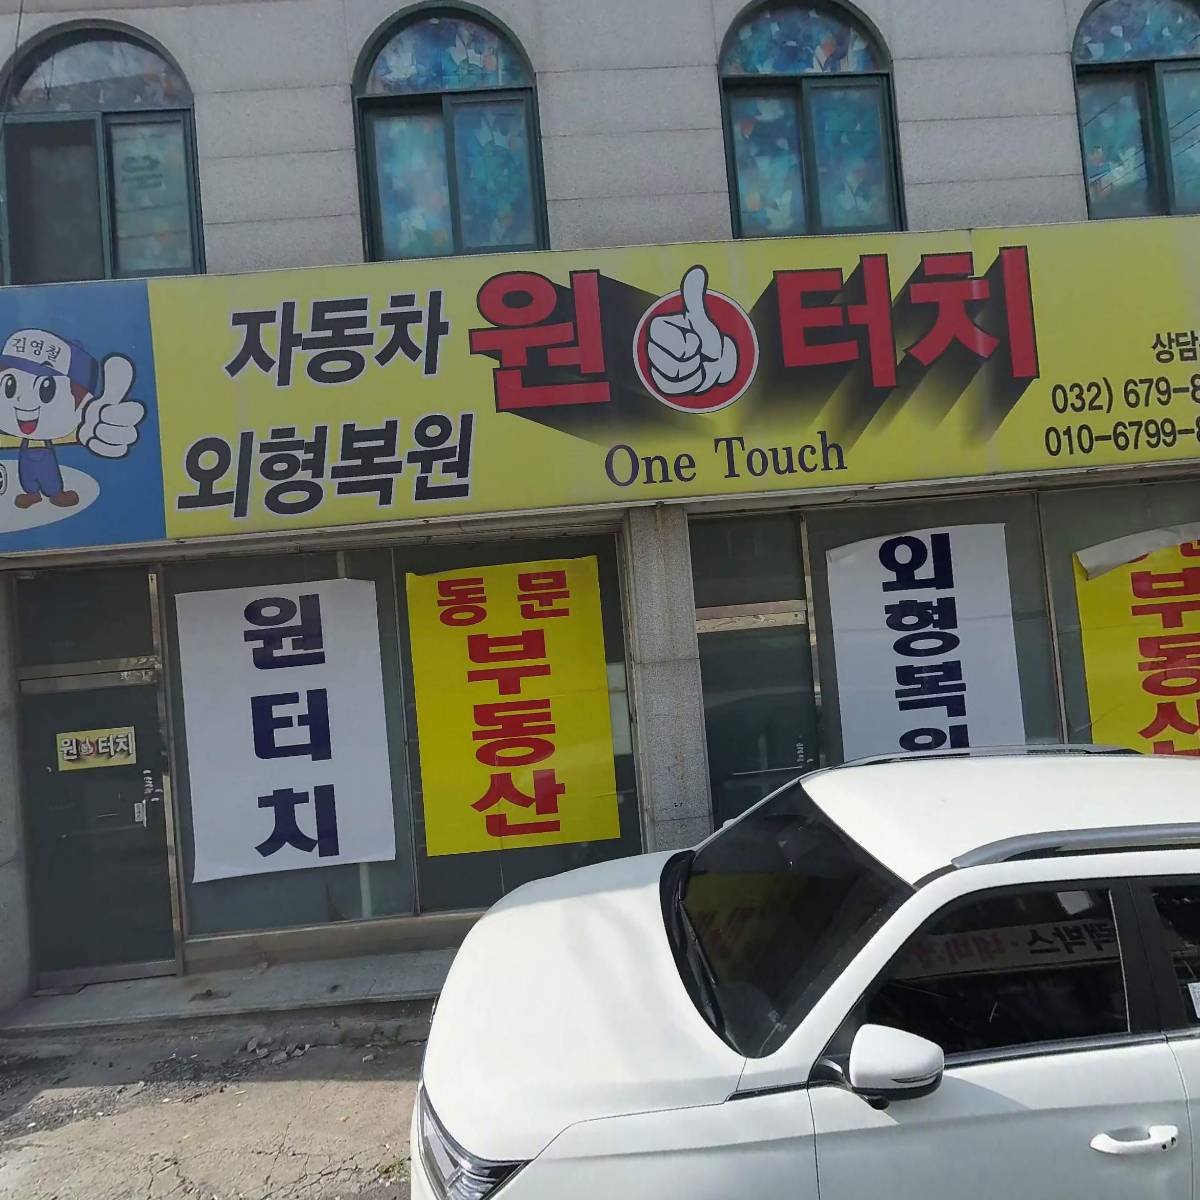 김영철
자동차
외형복원
원터치
One Touch
상담
032) 679-8
010-6799-8
원터치
원터치
동문
부동산
외형복원
부동산